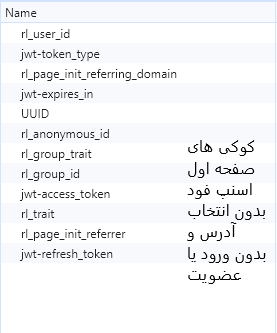 Name
rl_user_id
jwt-token_type
rl_page_init_referring_domain
jwt-expires_in
UUID
rl_anonymous_id
rl_group_trait
rl_group_id
jwt-access_token
rl_trait
rl_page_init_referrer
jwt-refresh_token
کوکی های
صفحه اول
اسنپ فود
بدون انتخاب
آدرس و
بدون ورود یا
عضویت